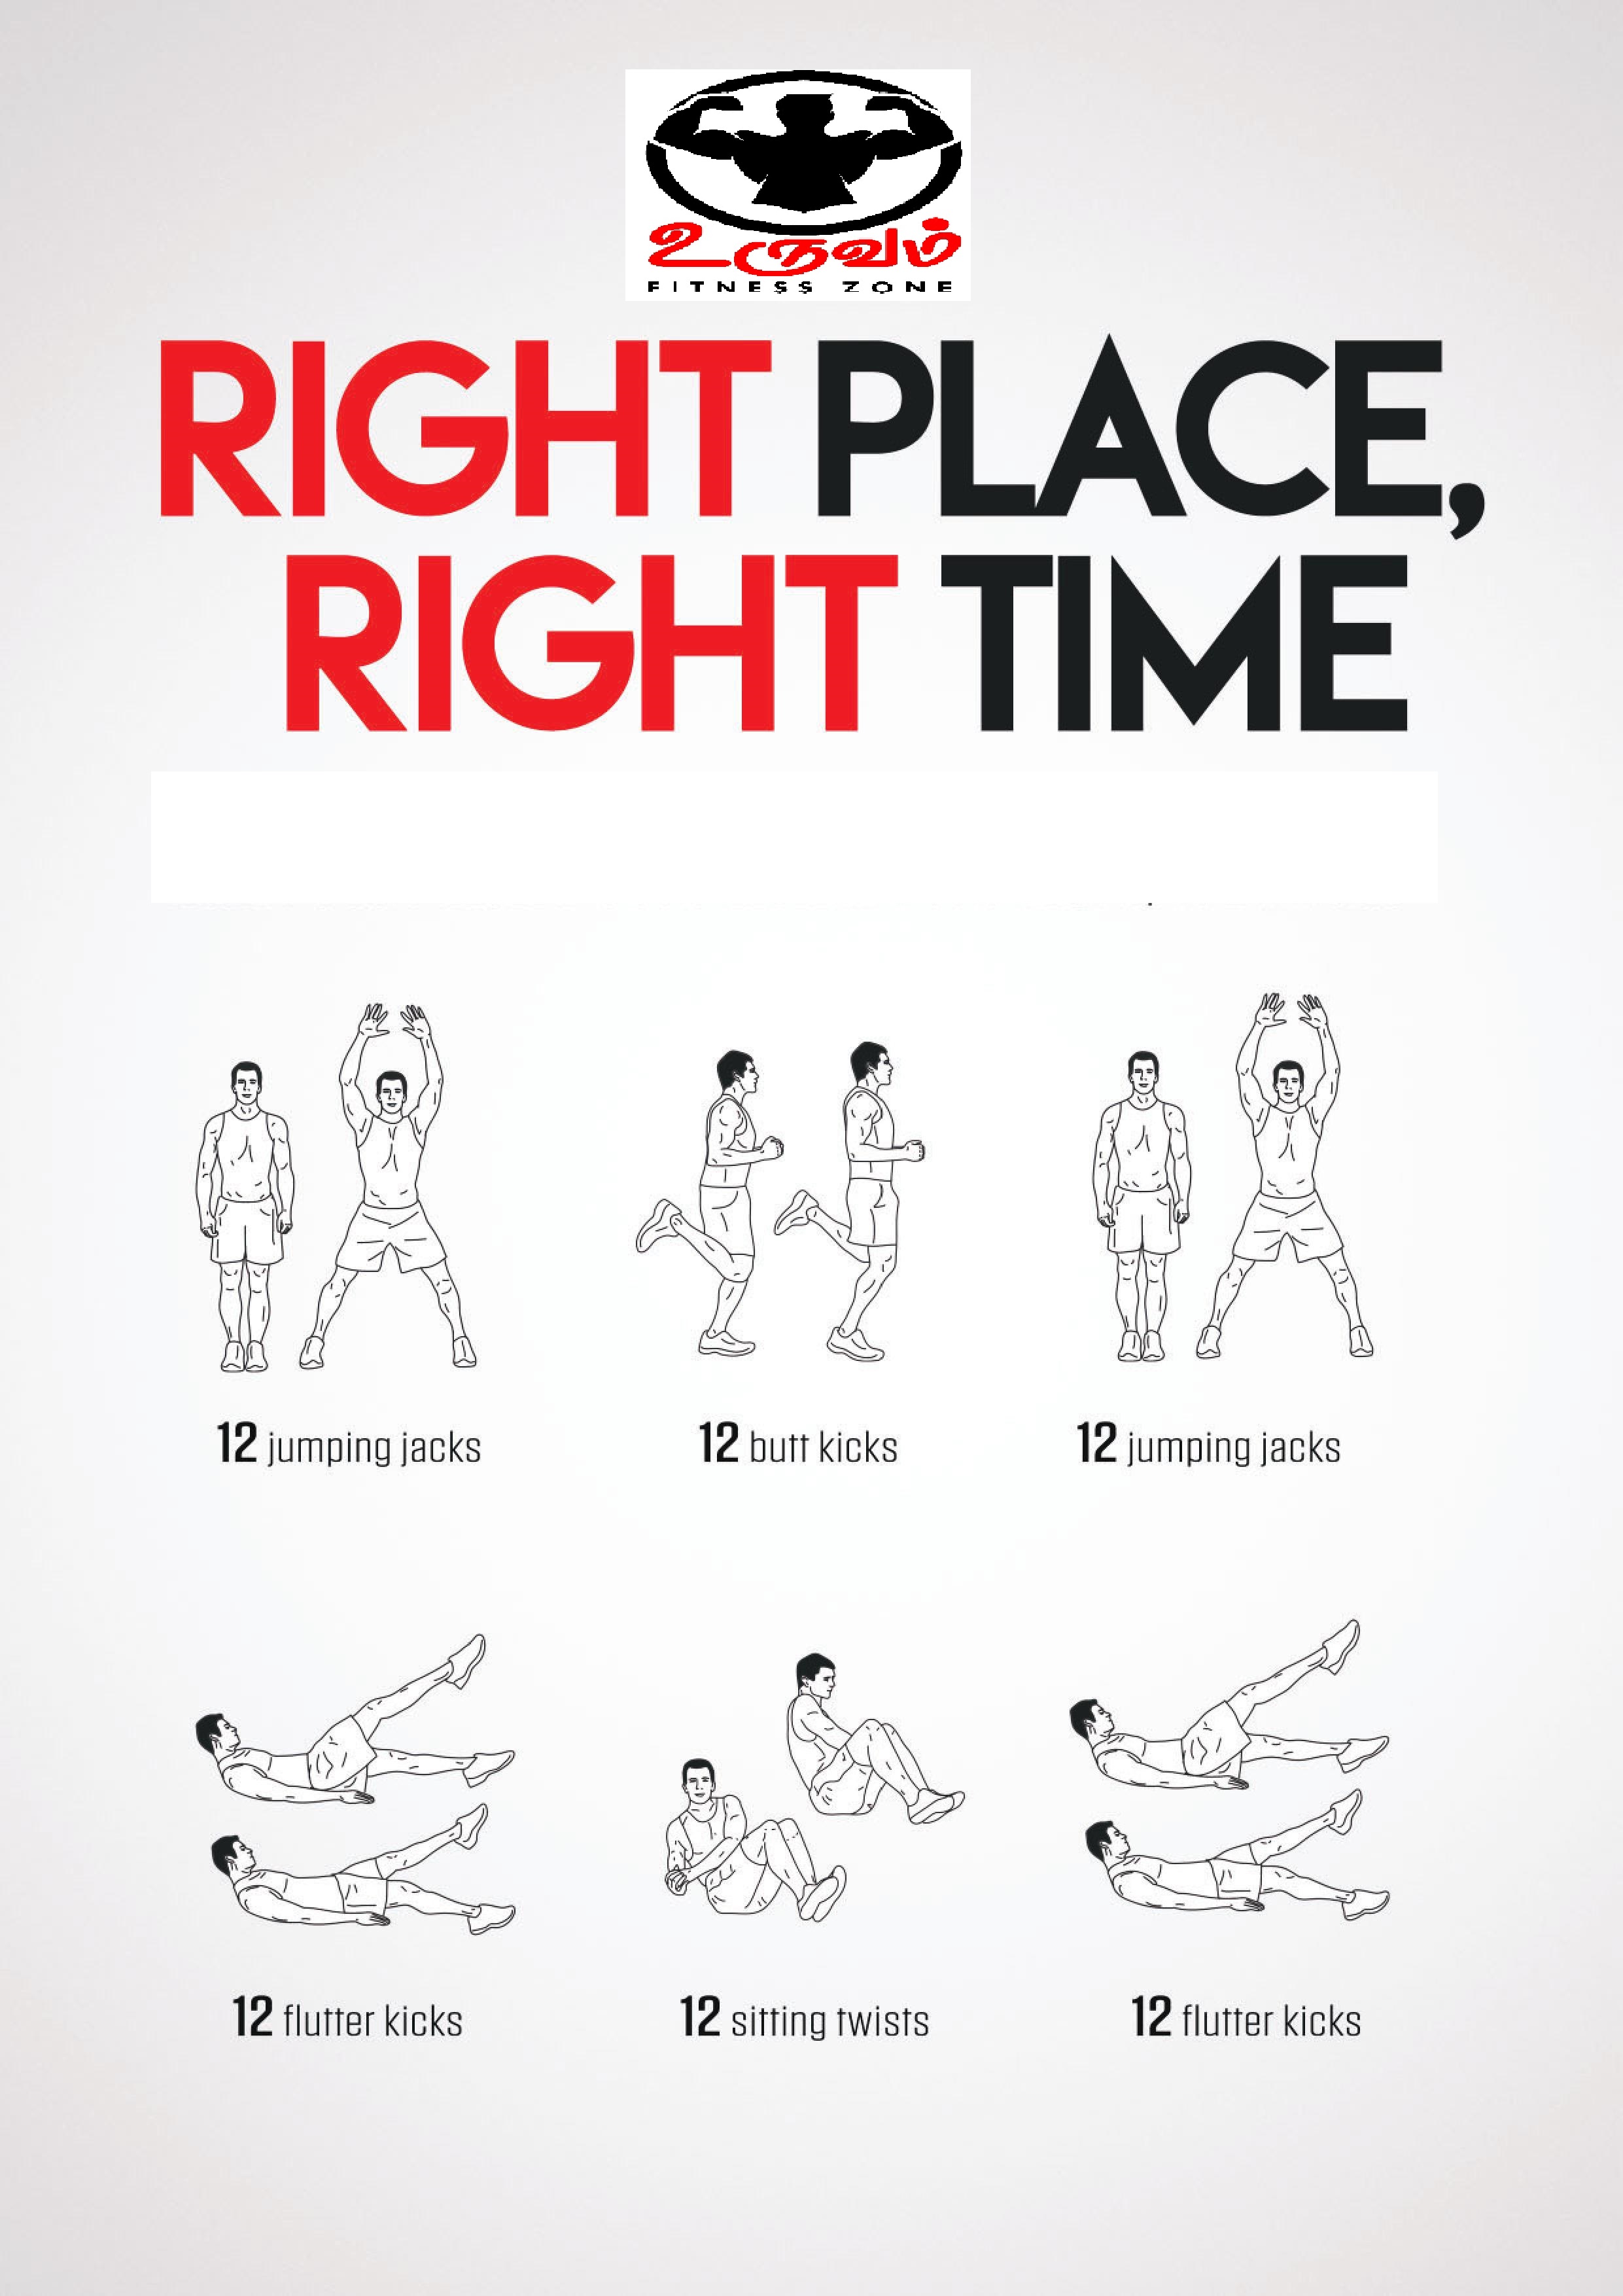 உருவம்
FITNESS ZONE
RIGHT PLACE,
RIGHT TIME
12 jumping jacks
12 butt kicks
12 jumping jacks
12 flutter kicks
12 sitting twists
12 flutter kicks